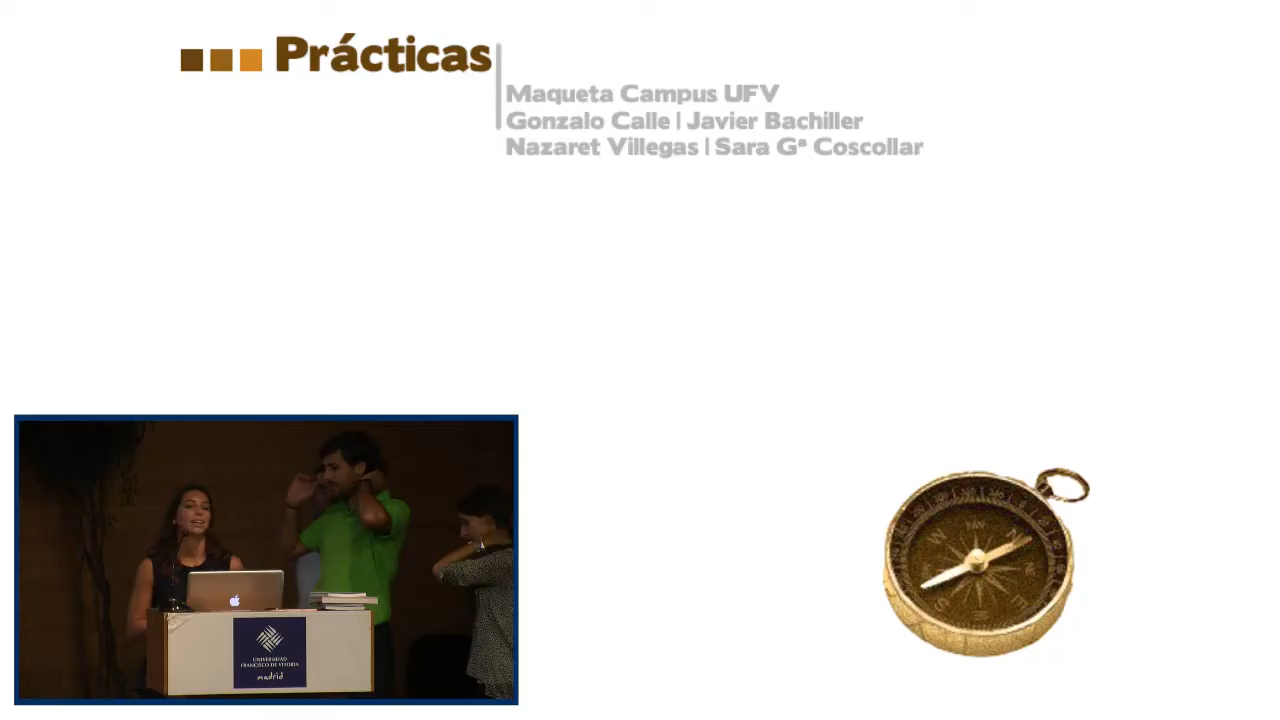 Prácticas
Maqueta Campus UFV
Gonzalo Calle | Javier Bachiller
Nazaret Villegas | Sara Gª Coscollar
UNIVERSIDAD
FRANCISCO DE VITORIA
madrid
W
N
S
E